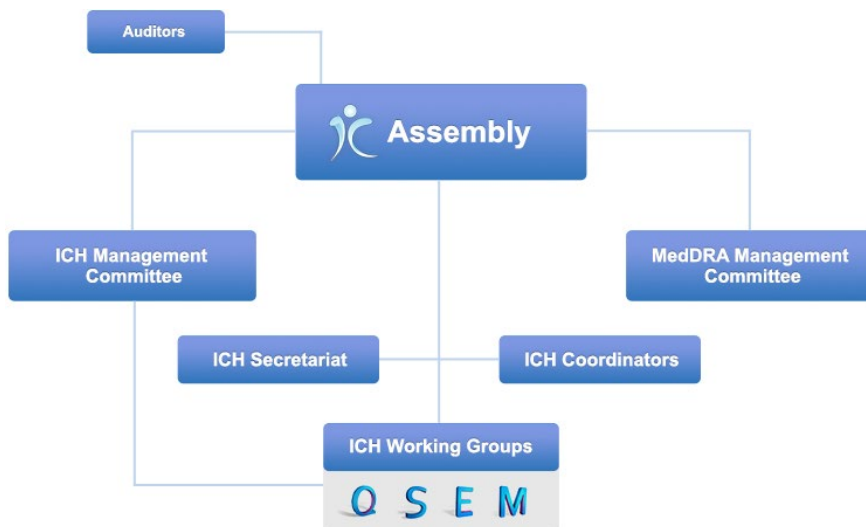 Auditors
Assembly
ICH Management
Committee
MedDRA Management
Committee
ICH Secretariat
ICH Coordinators
ICH Working Groups
Q S E M